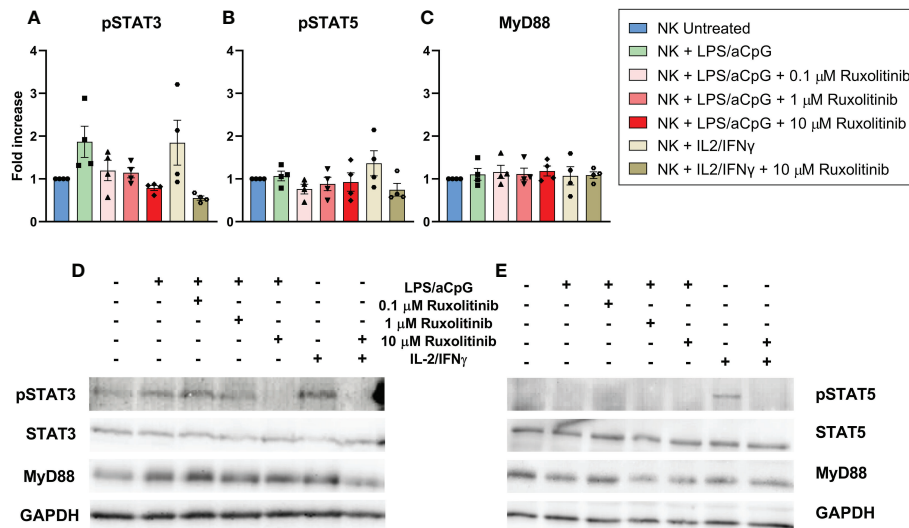 A
pSTAT3
B
pSTAT5
C
MyD88
Fold increase
4
3
2
1
0
4
3
2
1
0
4
3
2
1
0
NK Untreated
NK + LPS/aCpG
NK + LPS/aCpG + 0.1 μM Ruxolitinib
NK + LPS/aCpG + 1 μM Ruxolitinib
NK + LPS/aCpG + 10 μM Ruxolitinib
NK + IL2/IFNγ
NK + IL2/IFNγ + 10 μM Ruxolitinib
D
E
- + + + + - - LPS/aCpG - + + + + - -
- - + - - - - 0.1 μM Ruxolitinib - - + - - - -
- - - + - - - 1 μM Ruxolitinib - - - + - - -
- - - - + - + 10 μM Ruxolitinib - - - - + - +
- - - - - + + IL-2/IFNγ - - - - - + +
pSTAT3
STAT3
MyD88
GAPDH
pSTAT5
STAT5
MyD88
GAPDH